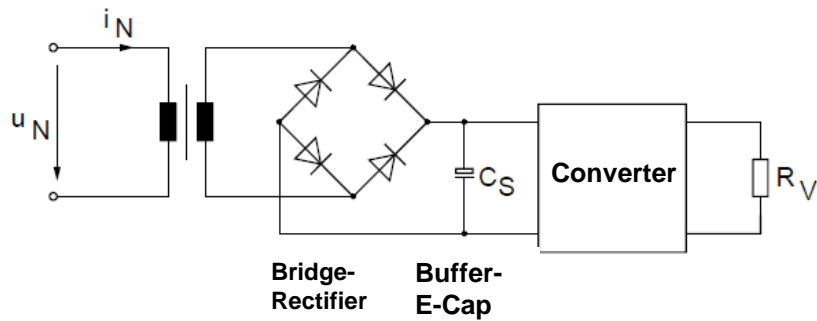 i N
u N
C S
Converter
R V
Bridge-
Rectifier
Buffer-
E-Cap